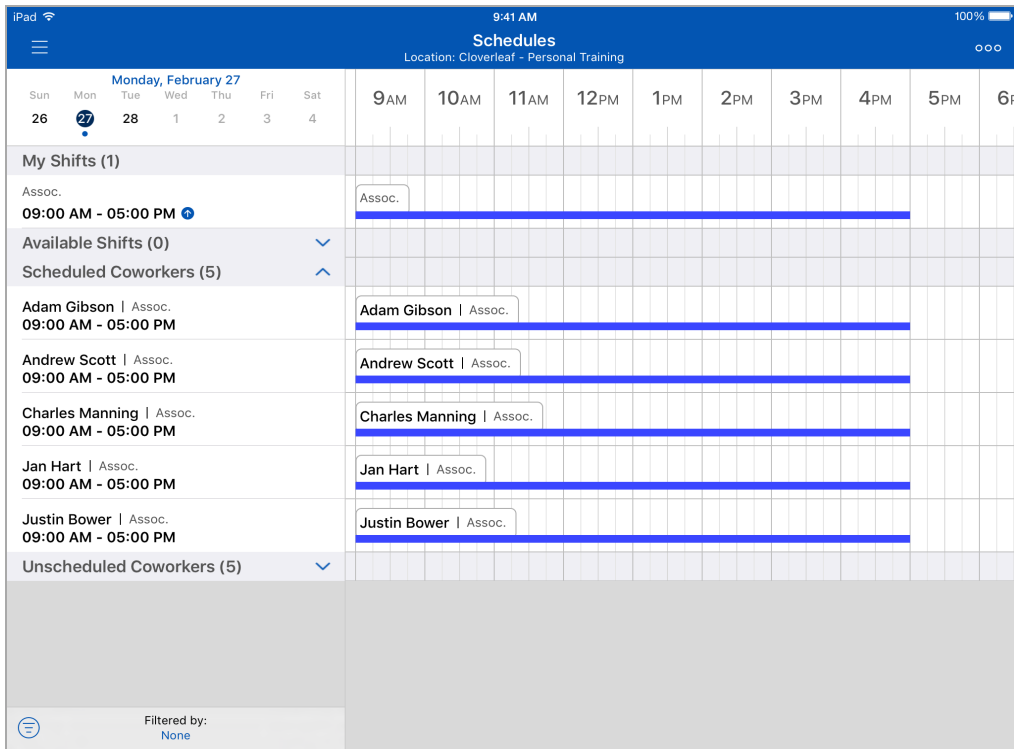 iPad 9:41 AM 100%
Schedules
Location: Cloverleaf - Personal Training
Monday, February 27
Sun Mon Tue Wed Thu Fri Sat
26 27 28 1 2 3 4
9AM 10AM 11AM 12PM 1PM 2PM 3PM 4PM 5PM 6P
My Shifts (1)
Assoc.
09:00 AM - 05:00 PM
Assoc.
Available Shifts (0)
Scheduled Coworkers (5)
Adam Gibson | Assoc.
09:00 AM - 05:00 PM
Adam Gibson | Assoc.
Andrew Scott | Assoc.
09:00 AM - 05:00 PM
Andrew Scott | Assoc.
Charles Manning | Assoc.
09:00 AM - 05:00 PM
Charles Manning | Assoc.
Jan Hart | Assoc.
09:00 AM - 05:00 PM
Jan Hart | Assoc.
Justin Bower | Assoc.
09:00 AM - 05:00 PM
Justin Bower | Assoc.
Unscheduled Coworkers (5)
Filtered by:
None